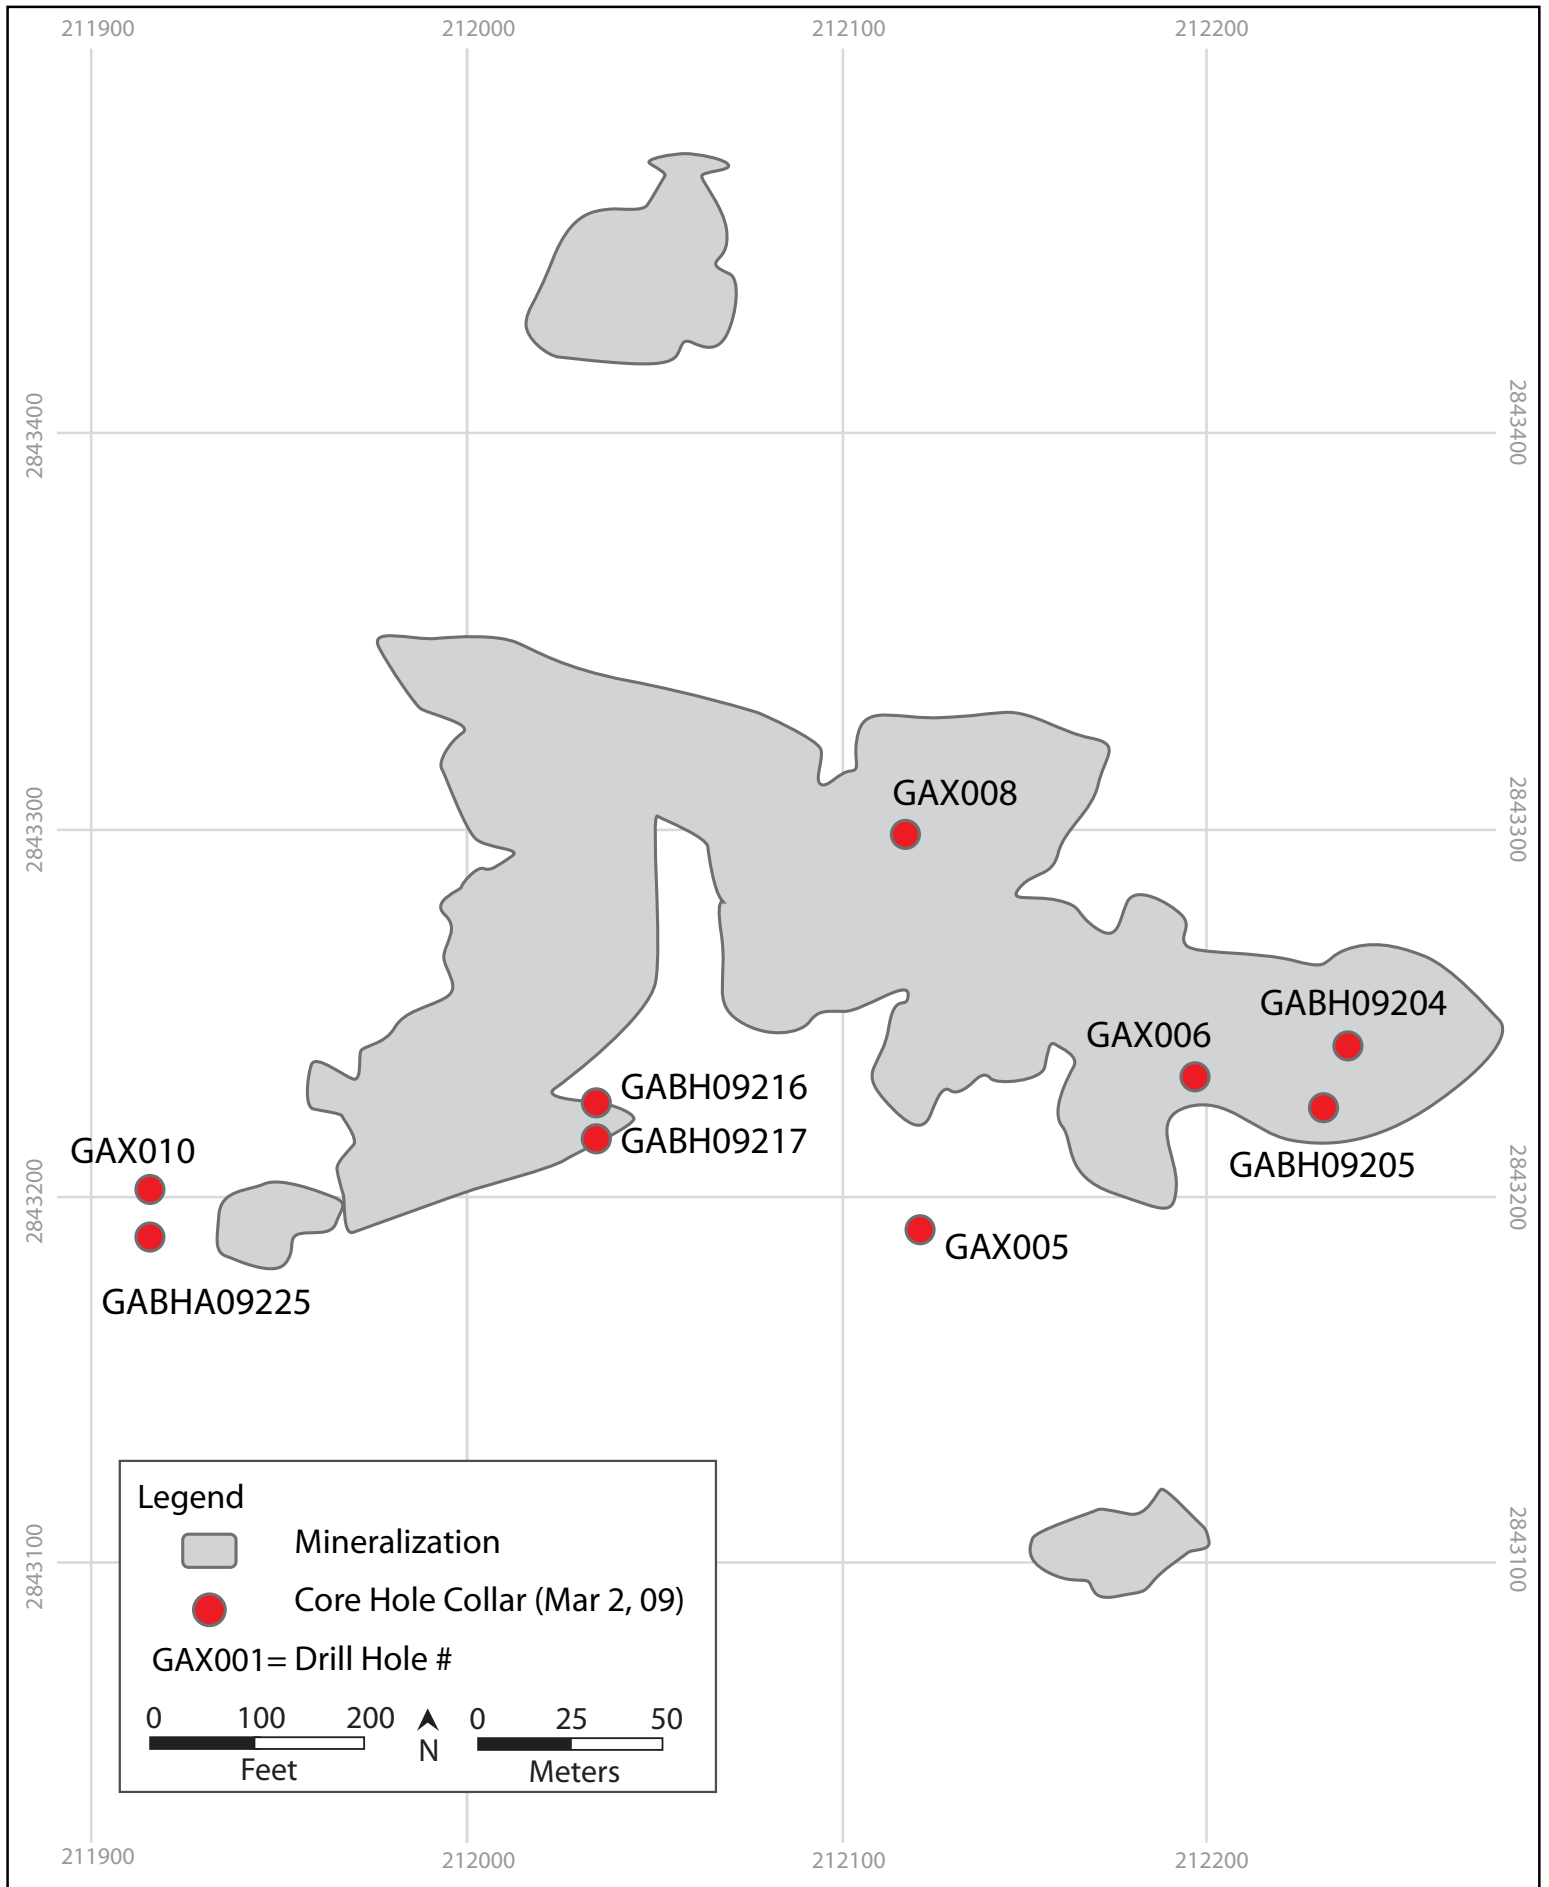 211900 212000 212100 212200
2843400 2843400
GAX008
2843300 2843300
GABH09204
GAX006
GABH09216
GABH09217
GAX010
GABH09205
2843200 2843200
GAX005
GABHA09225
Legend
Mineralization
2843100 2843100
Core Hole Collar (Mar 2, 09)
GAX001= Drill Hole #
0 100 200 0 25 50
N
Feet Meters
211900 212000 212100 212200